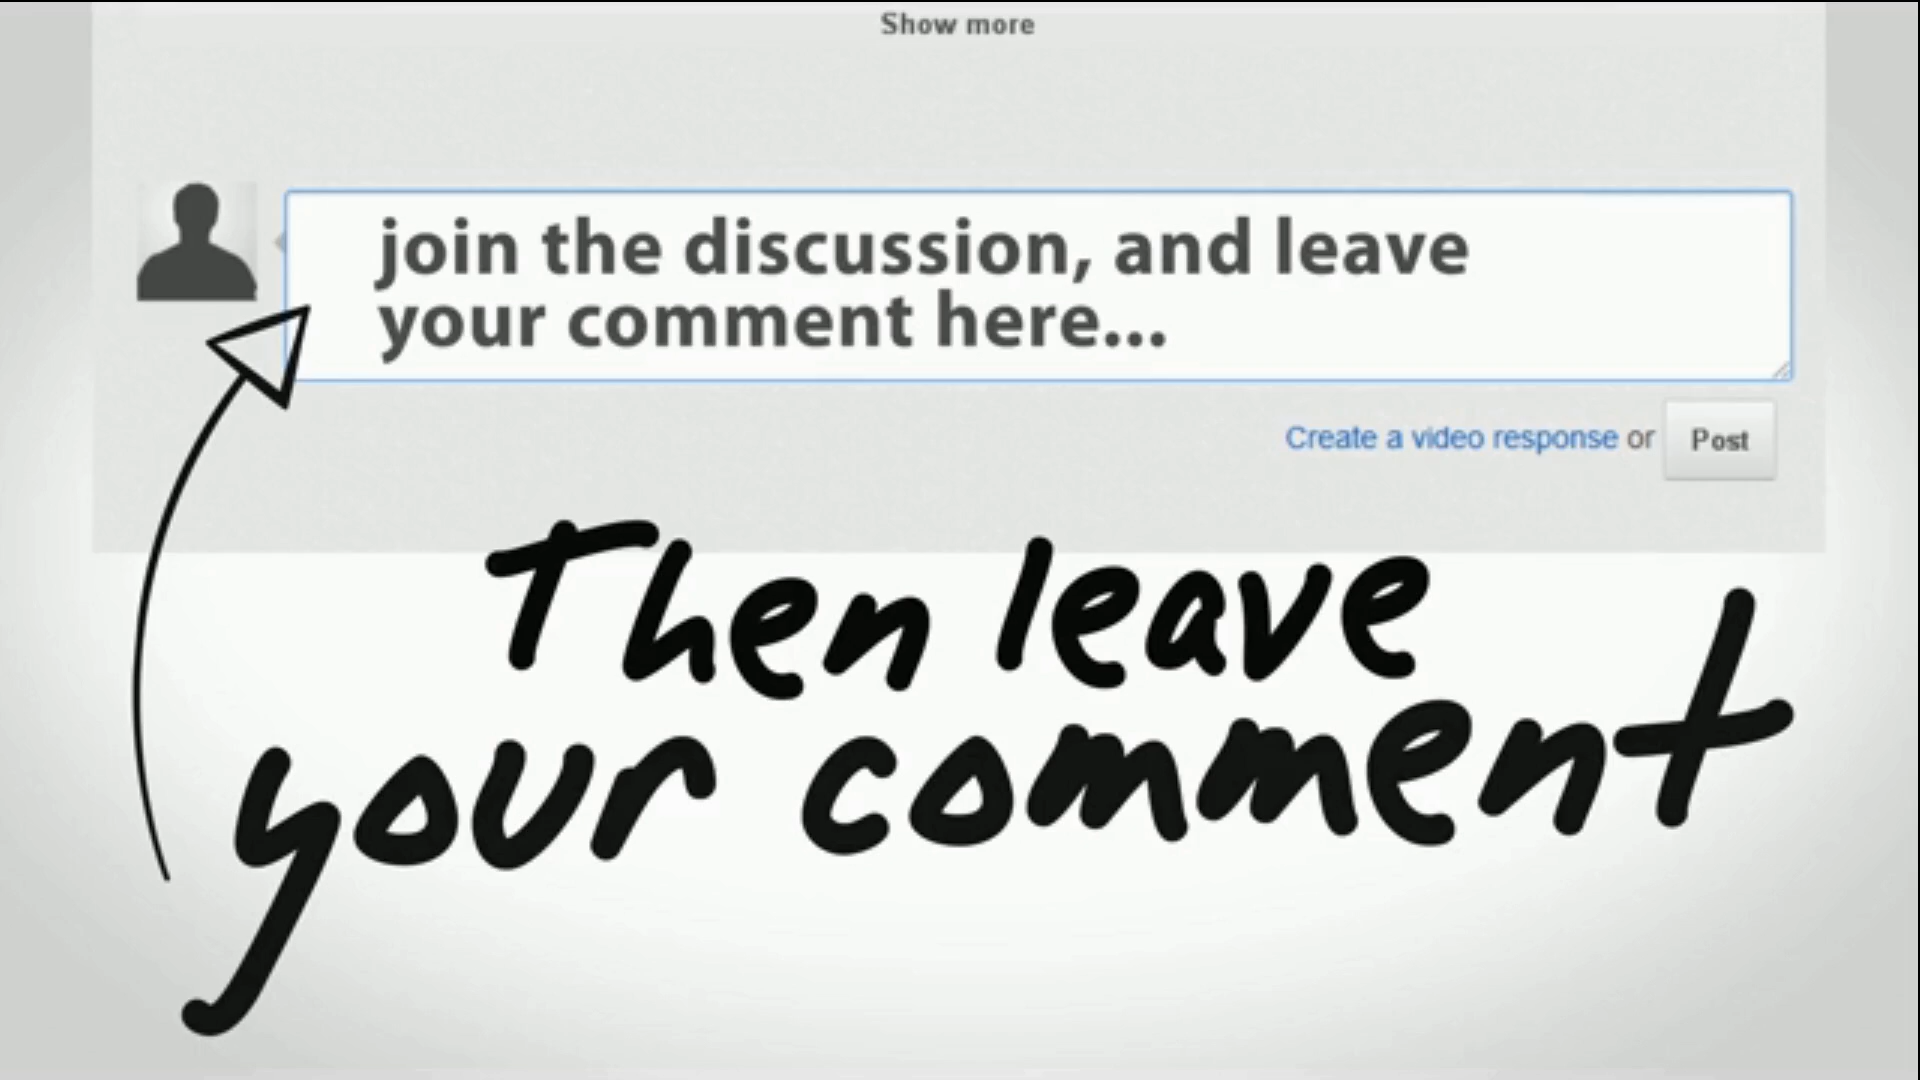 Show more
join the discussion, and leave
your comment here...
Create a video response or Post
Then leave
your comment